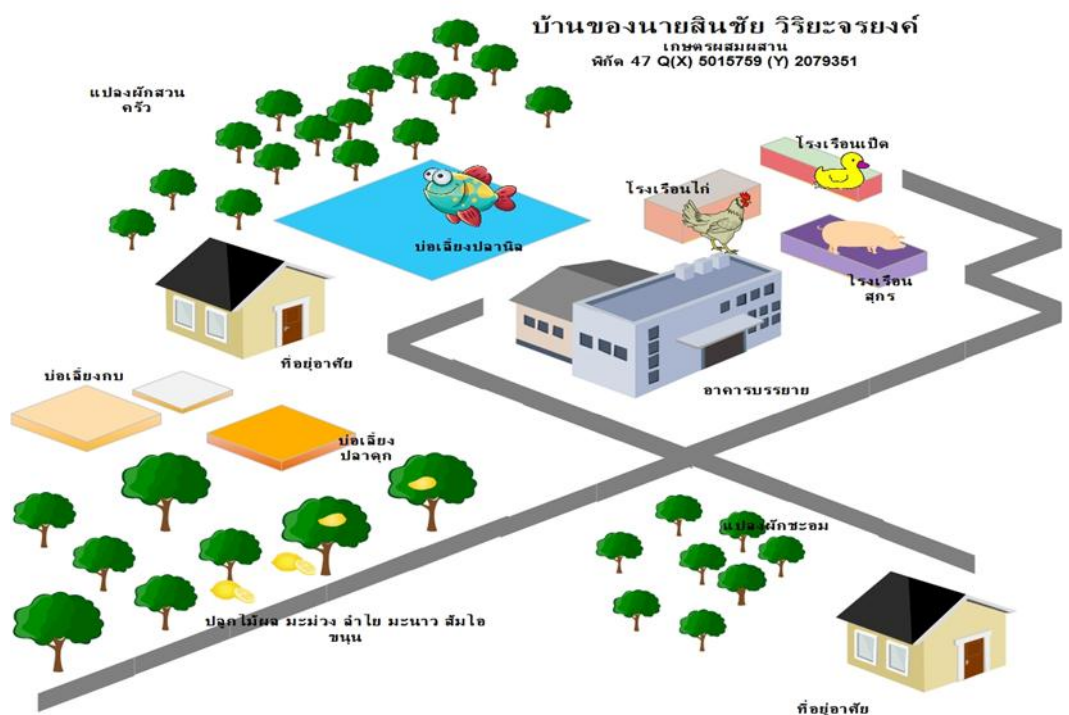 บ้านของนายสินชัย วิริยะจรยงค์
เกษตรผสมผสาน
พิกัด 47 Q(X) 5015759 (Y) 2079351
แปลงผักสวน
ครัว
โรงเรือนเป็ด
โรงเรือนไก่
บ่อเลี้ยงปลานิล
โรงเรือน
สุกร
ที่อยู่อาศัย
บ่อเลี้ยงกบ
อาคารบรรยาย
บ่อเลี้ยง
ปลาดุก
แปลงผักชะอม
ปลูกไม้ผล มะม่วง ลำไย มะนาว ส้มโอ
ขนุน
ที่อยู่อาศัย